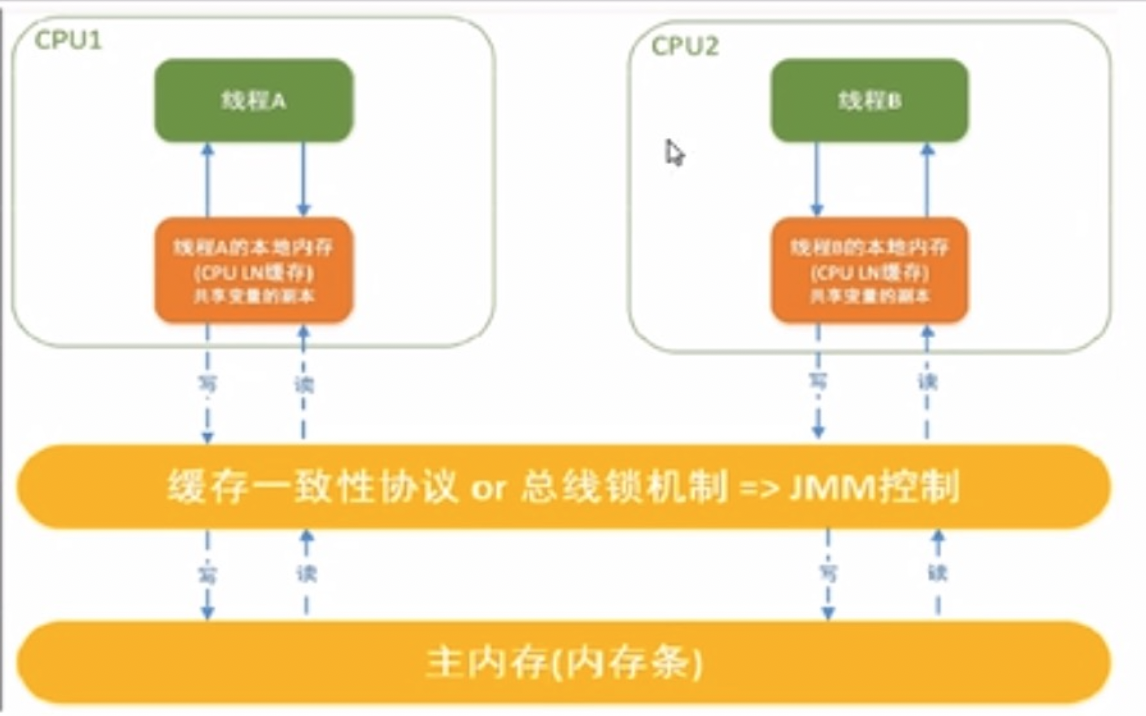 CPU1
CPU2
线程A
线程B
线程A的本地内存
(CPU LN缓存)
共享变量的副本
线程B的本地内存
(CPU LN缓存)
共享变量的副本
写
读
写
读
缓存一致性协议 or 总线锁机制 => JMM控制
写
读
写
读
主内存(内存条)